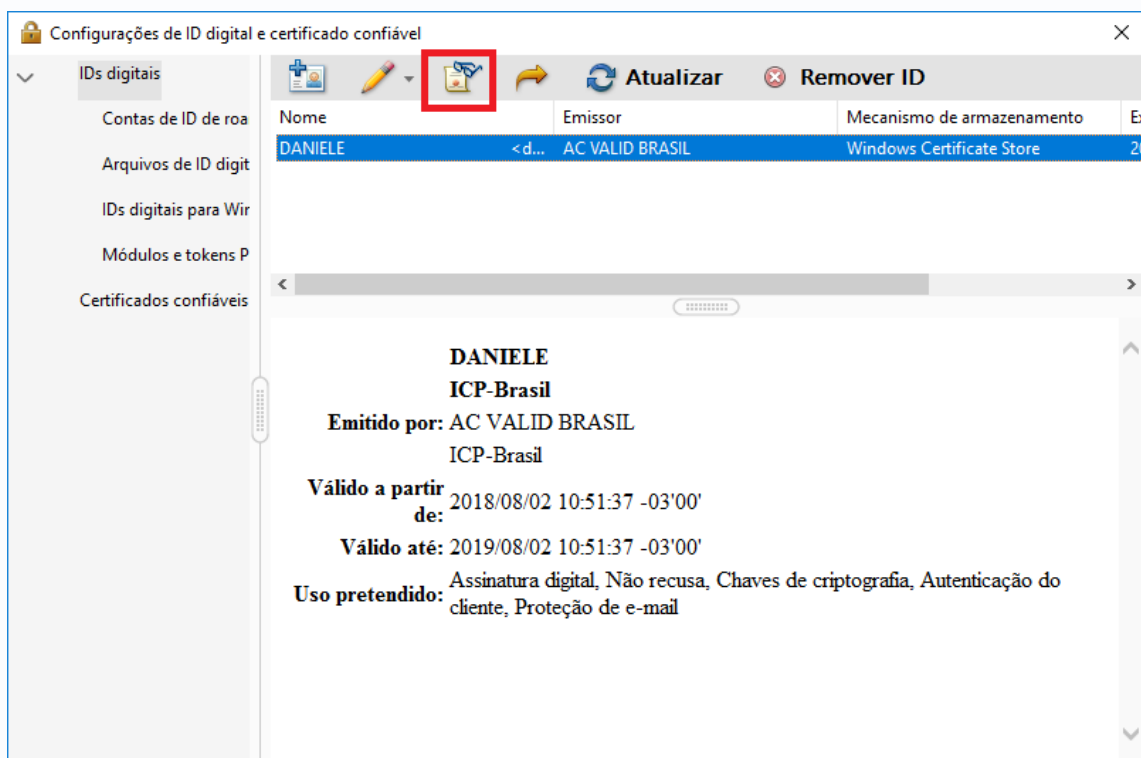 Configurações de ID digital e certificado confiável
IDs digitais
Contas de ID de roa
Arquivos de ID digit
IDs digitais para Wir
Módulos e tokens P
Certificados confiáveis
Atualizar Remover ID
Nome Emissor Mecanismo de armazenamento
DANIELE <d... AC VALID BRASIL Windows Certificate Store
DANIELE
ICP-Brasil
Emitido por: AC VALID BRASIL
ICP-Brasil
Válido a partir
de: 2018/08/02 10:51:37 -03'00'
Válido até: 2019/08/02 10:51:37 -03'00'
Uso pretendido: Assinatura digital, Não recusa, Chaves de criptografia, Autenticação do
cliente, Proteção de e-mail